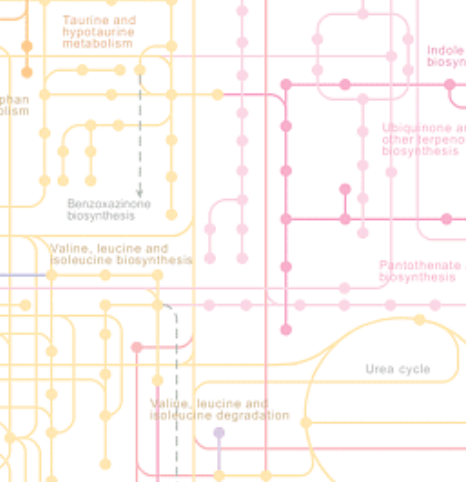 Taurine and
hypotaurine
metabolism
Indole
biosyn
phan
olism
Ubiquinone an
other terpeno
biosynthesis
Benzoxazinone
biosynthesis
Valine, leucine and
isoleucine biosynthesis
Pantothenate
biosynthesis
Urea cycle
Valine, leucine and
isoleucine degradation